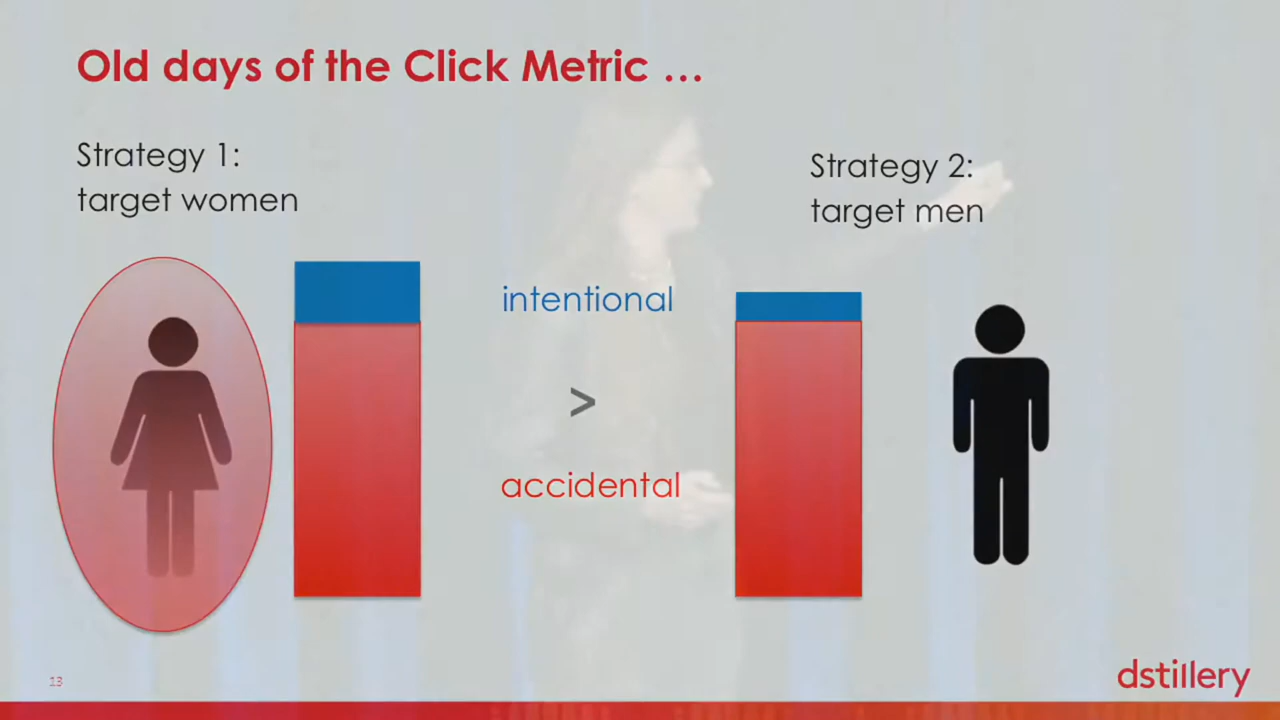 Old days of the Click Metric ...
Strategy 1:
target women
Strategy 2:
target men
intentional
>
accidental
13
dstillery